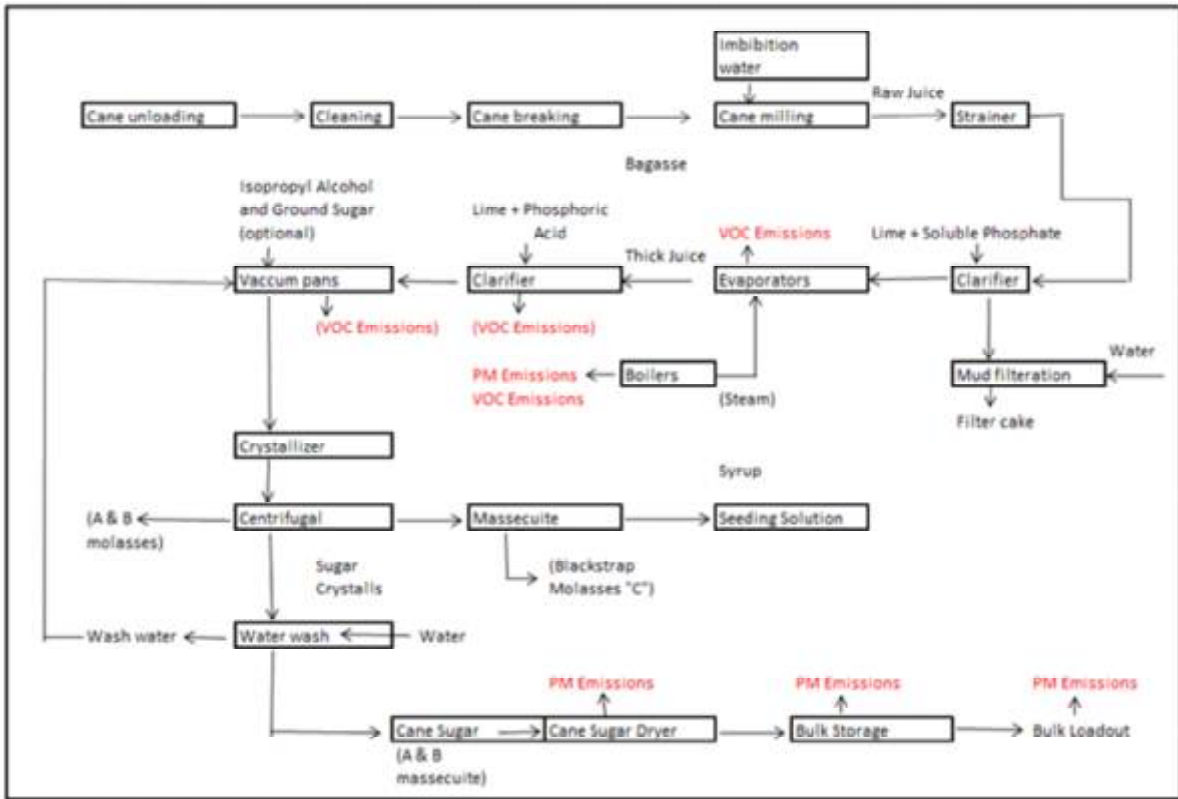 Imbibition
water
Raw Juice
Cane unloading
Cleaning
Cane breaking
Cane milling
Strainer
Bagasse
Isopropyl Alcohol
and Ground Sugar
(optional)
Lime + Phosphoric
Acid
VOC Emissions
Lime + Soluble Phosphate
Thick Juice
Vaccum pans
Clarifier
Evaporators
Clarifier
(VOC Emissions)
(VOC Emissions)
Water
PM Emissions
VOC Emissions
Boilers
(Steam)
Mud filteration
Filter cake
Crystallizer
Syrup
(A & B
molasses)
Centrifugal
Massecuite
Seeding Solution
Sugar
Crystalls
(Blackstrap
Molasses "C")
Wash water
Water wash
Water
PM Emissions
PM Emissions
PM Emissions
Cane Sugar
Cane Sugar Dryer
Bulk Storage
Bulk Loadout
(A & B
massecuite)